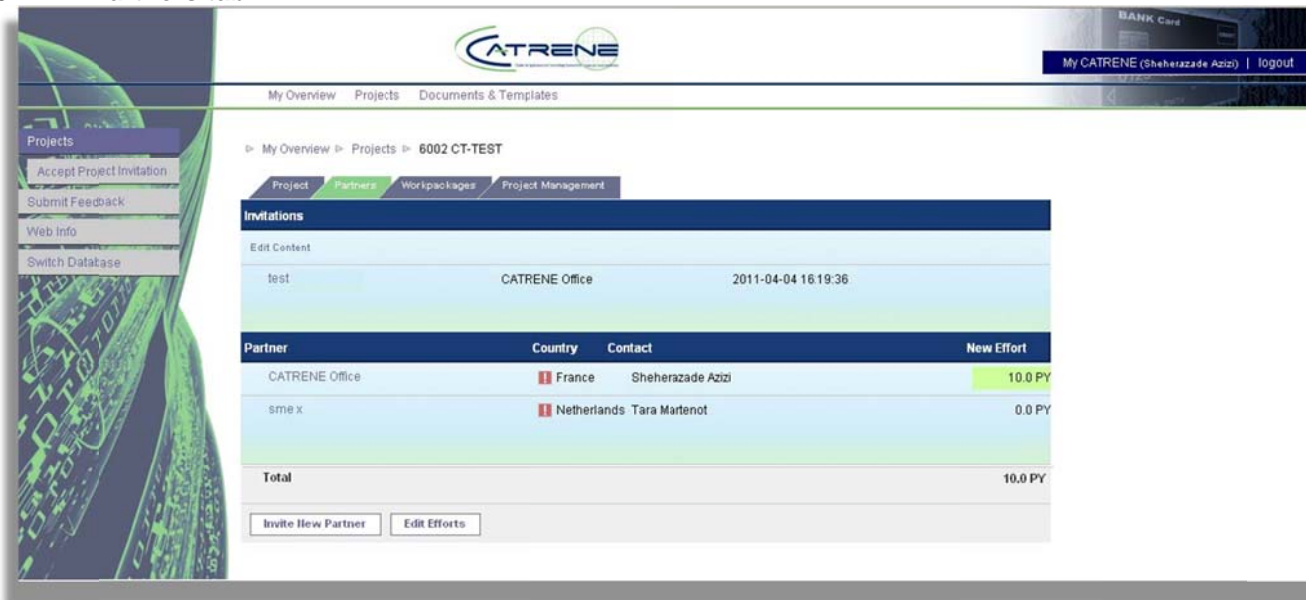 BANK Card
CATRENE
My CATRENE (Sheherazade Azizi) | logout
My Overview Projects Documents & Templates
Projects
Accept Project Invitation
Submit Feedback
Web Info
Switch Database
My Overview Projects 6002 CT-TEST
Project Partners Workpackages Project Management
Invitations
Edit Content
test CATRENE Office 2011-04-04 16:19:36
Partner Country Contact New Effort
CATRENE Office France Sheherazade Azizi 10.0 PY
sme x Netherlands Tara Martenot 0.0 PY
Total 10.0 PY
Invite New Partner Edit Efforts